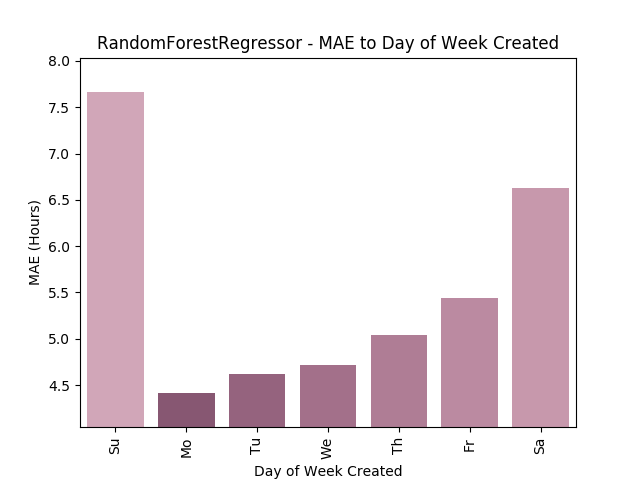 RandomForestRegressor - MAE to Day of Week Created
8.0
7.5
7.0
6.5
6.0
5.5
5.0
4.5
MAE (Hours)
Su
Mo
Tu
We
Th
Fr
Sa
Day of Week Created